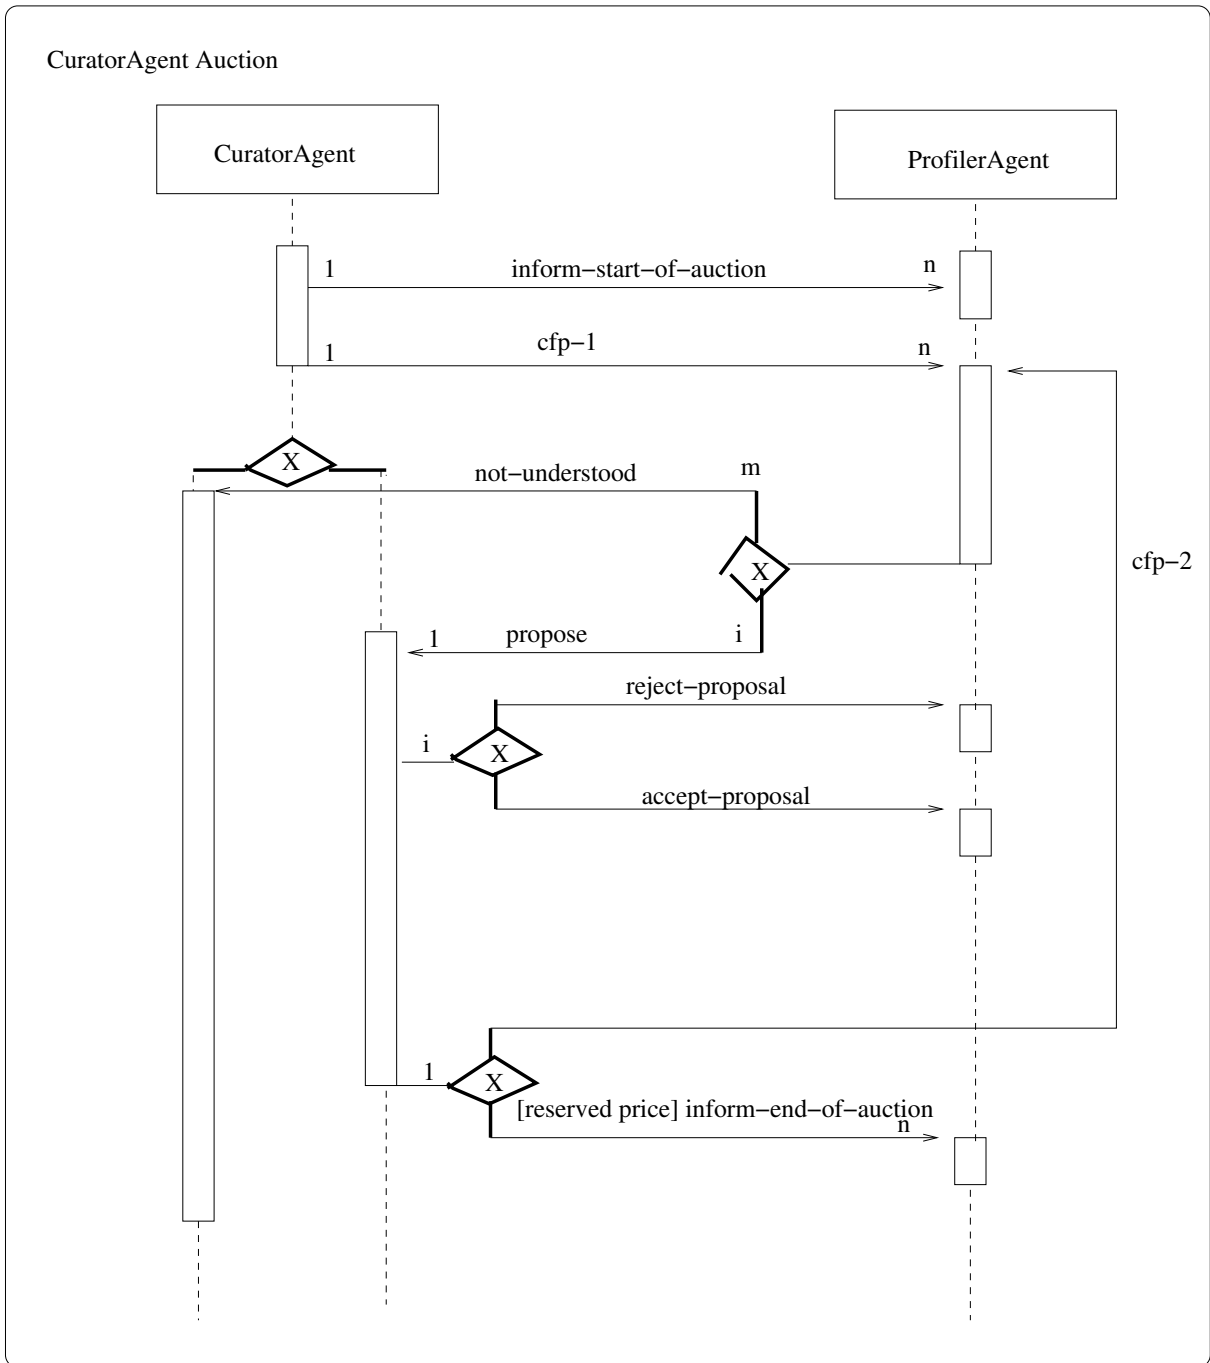 CuratorAgent Auction
CuratorAgent
ProfilerAgent
1 inform−start−of−auction n
1 cfp−1 n
X
not−understood m
X
cfp−2
1 propose i
reject−proposal
i X
accept−proposal
1 X
[reserved price] inform−end−of−auction
n